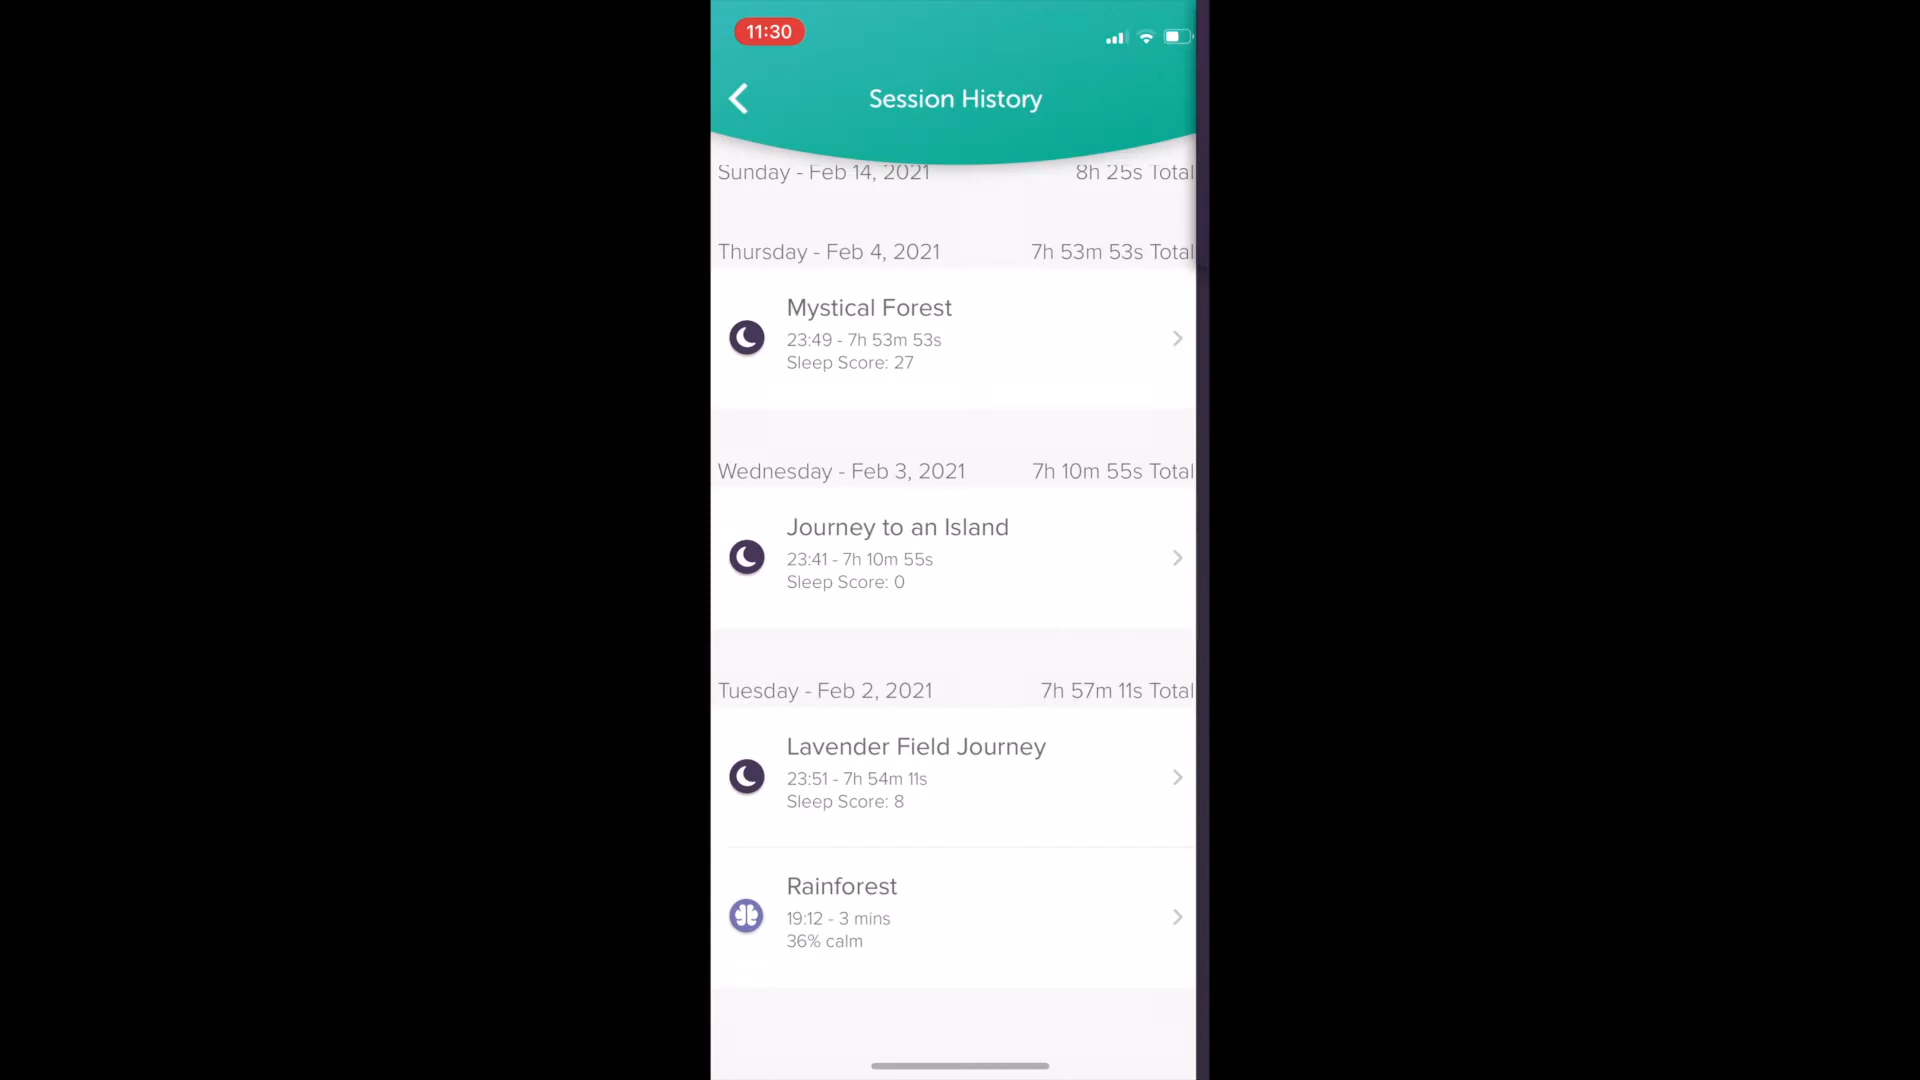 11:30
Session History
Sunday - Feb 14, 2021 8h 25s Total
Thursday - Feb 4, 2021 7h 53m 53s Total
Mystical Forest
23:49 - 7h 53m 53s
Sleep Score: 27
Wednesday - Feb 3, 2021 7h 10m 55s Total
Journey to an Island
23:41 - 7h 10m 55s
Sleep Score: 0
Tuesday - Feb 2, 2021 7h 57m 11s Total
Lavender Field Journey
23:51 - 7h 54m 11s
Sleep Score: 8
Rainforest
19:12 - 3 mins
36% calm